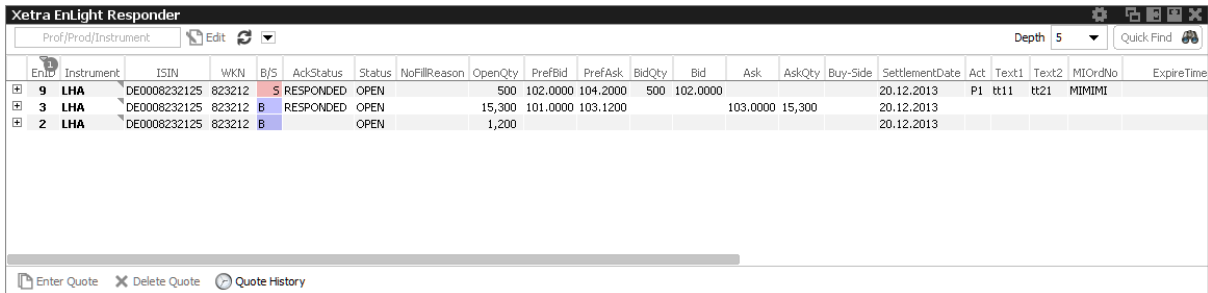 Xetra EnLight Responder
Prof/Prod/Instrument Edit Depth 5 Quick Find
1
EnID Instrument ISIN WKN B/S AckStatus Status NoFillReason OpenQty PrefBid PrefAsk BidQty Bid Ask AskQty Buy-Side SettlementDate Act Text1 Text2 MIOrdNo ExpireTime
9 LHA DE0008232125 823212 S RESPONDED OPEN 500 102.0000 104.2000 500 102.0000 20.12.2013 P1 tt11 tt21 MIMIMI
3 LHA DE0008232125 823212 B RESPONDED OPEN 15,300 101.0000 103.1200 103.0000 15,300 20.12.2013
2 LHA DE0008232125 823212 B OPEN 1,200 20.12.2013
Enter Quote Delete Quote Quote History